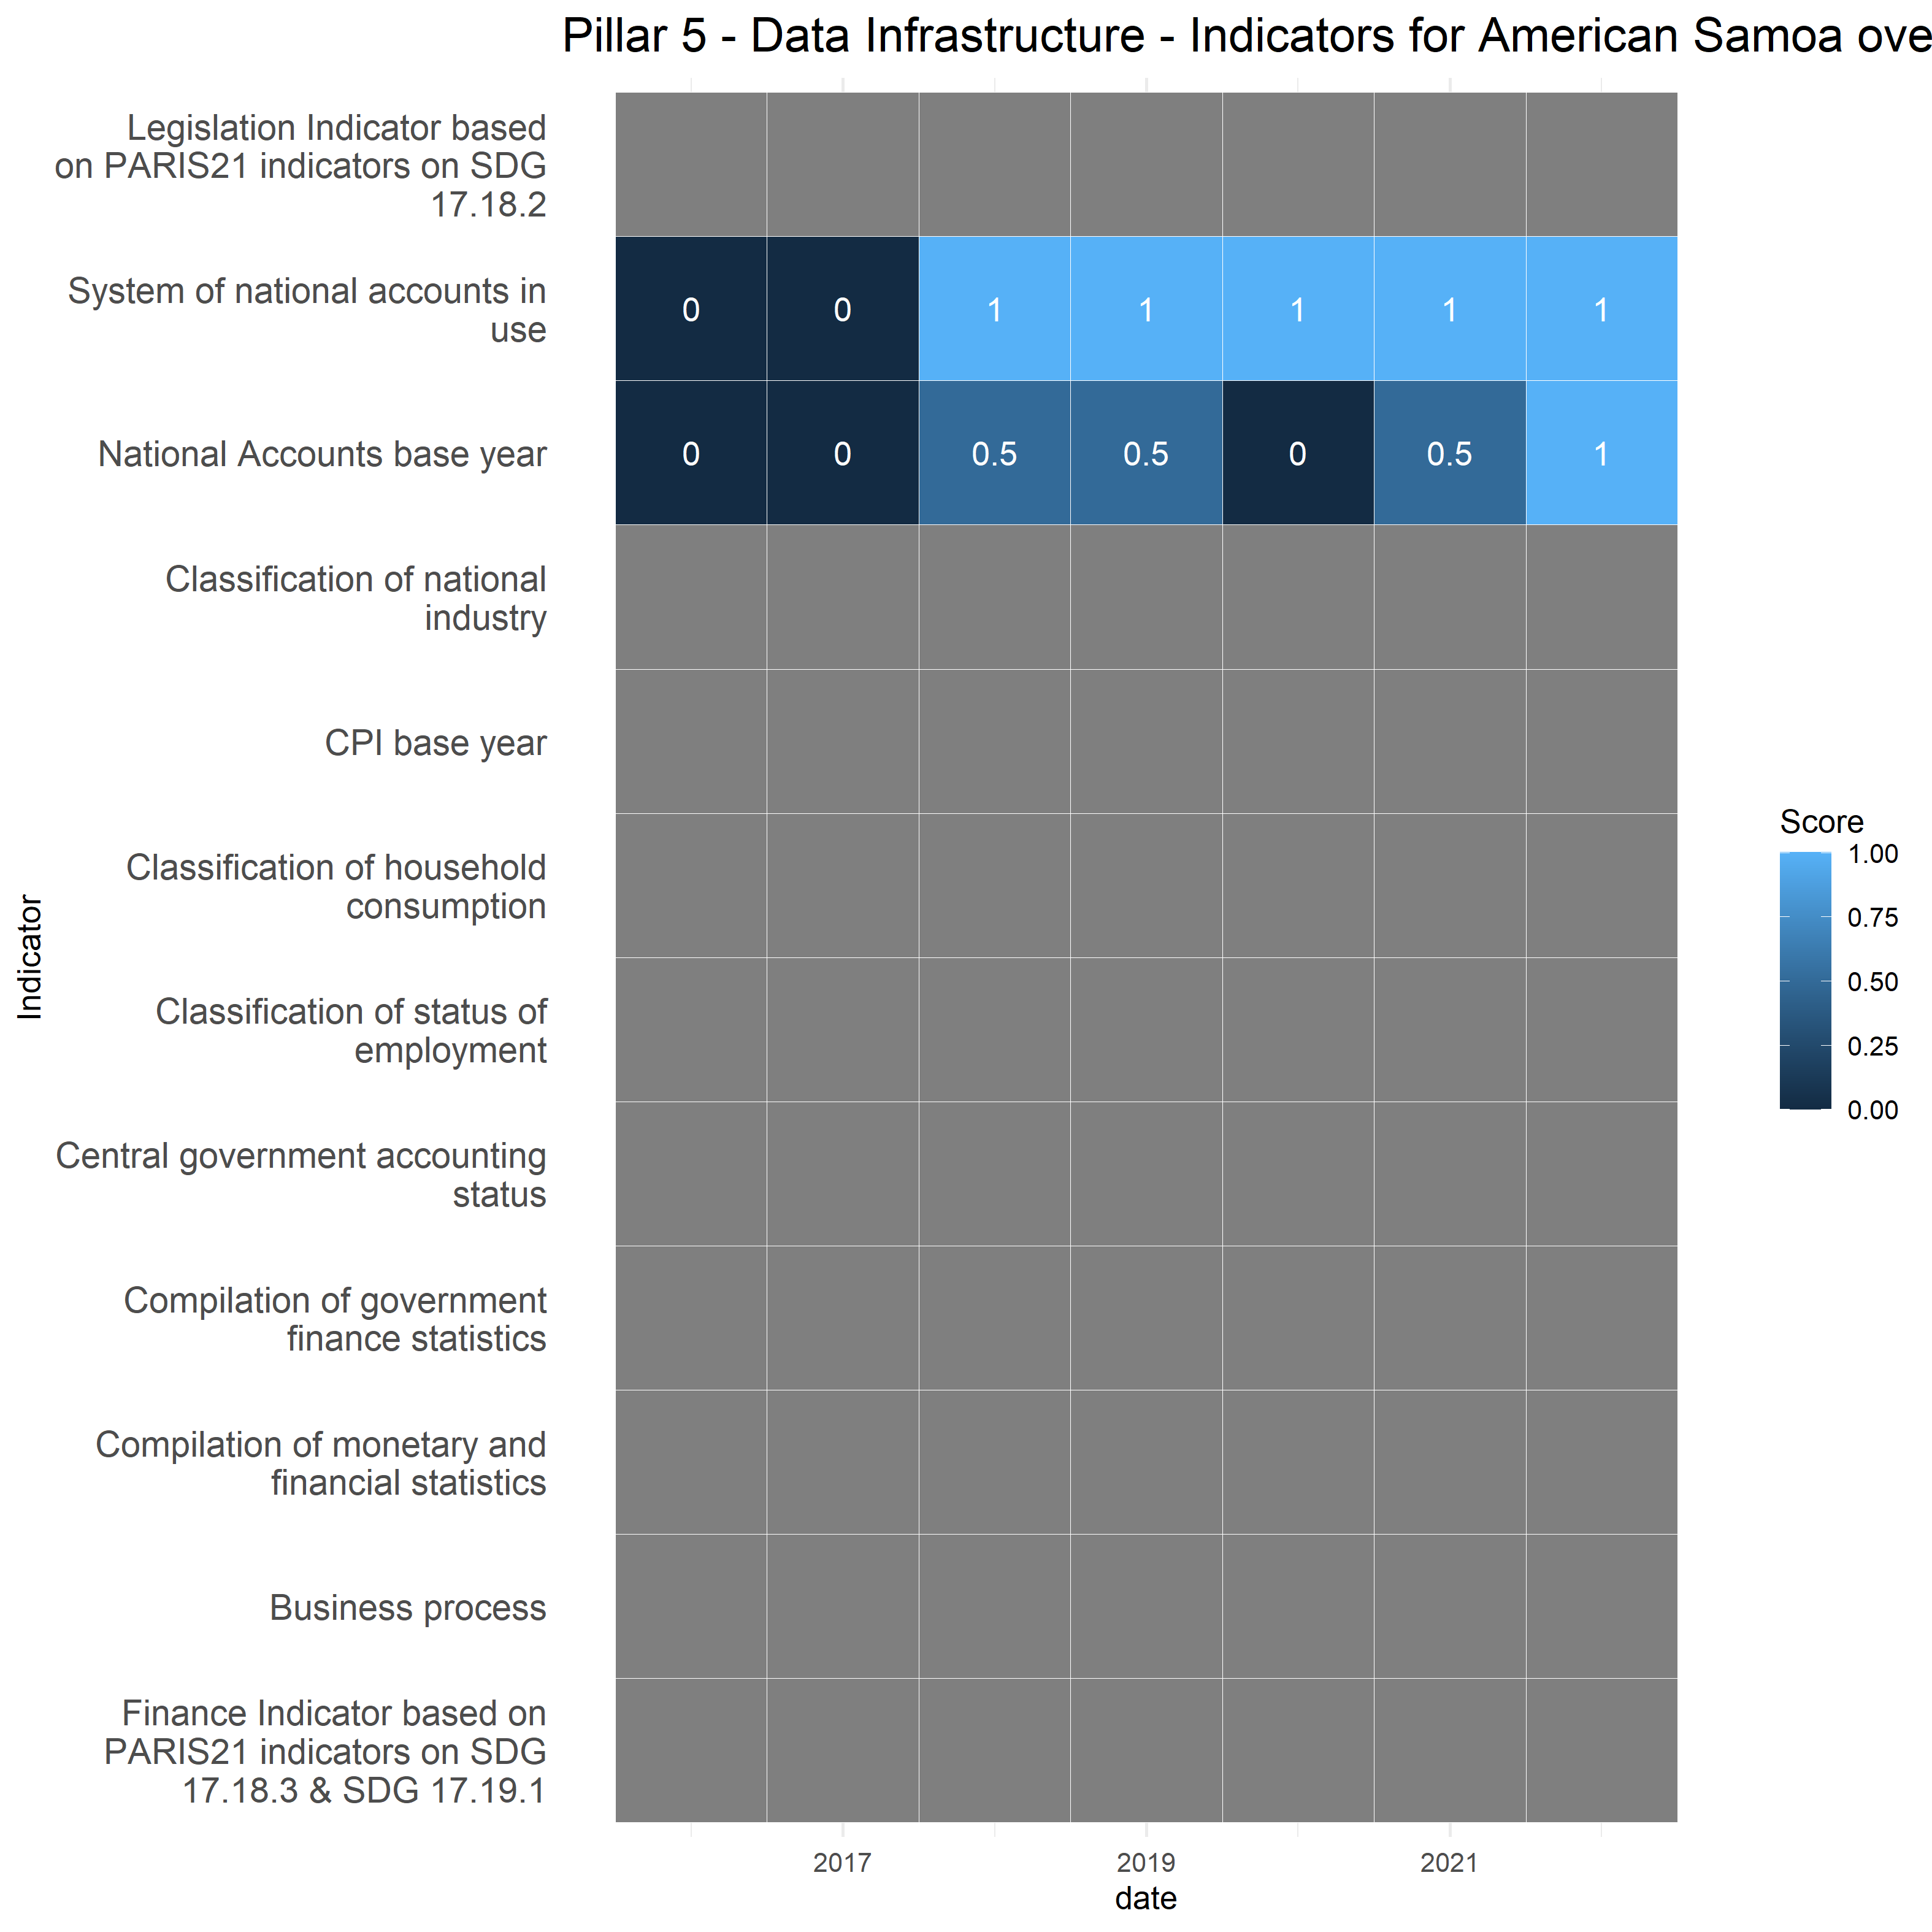 Pillar 5 - Data Infrastructure - Indicators for American Samoa ove
Legislation Indicator based
on PARIS21 indicators on SDG
17.18.2
System of national accounts in
use
0 0 1 1 1 1 1
National Accounts base year
0 0 0.5 0.5 0 0.5 1
Classification of national
industry
CPI base year
Classification of household
consumption
Classification of status of
employment
Central government accounting
status
Compilation of government
finance statistics
Compilation of monetary and
financial statistics
Business process
Finance Indicator based on
PARIS21 indicators on SDG
17.18.3 & SDG 17.19.1
Indicator
2017 2019 2021
date
Score
1.00
0.75
0.50
0.25
0.00